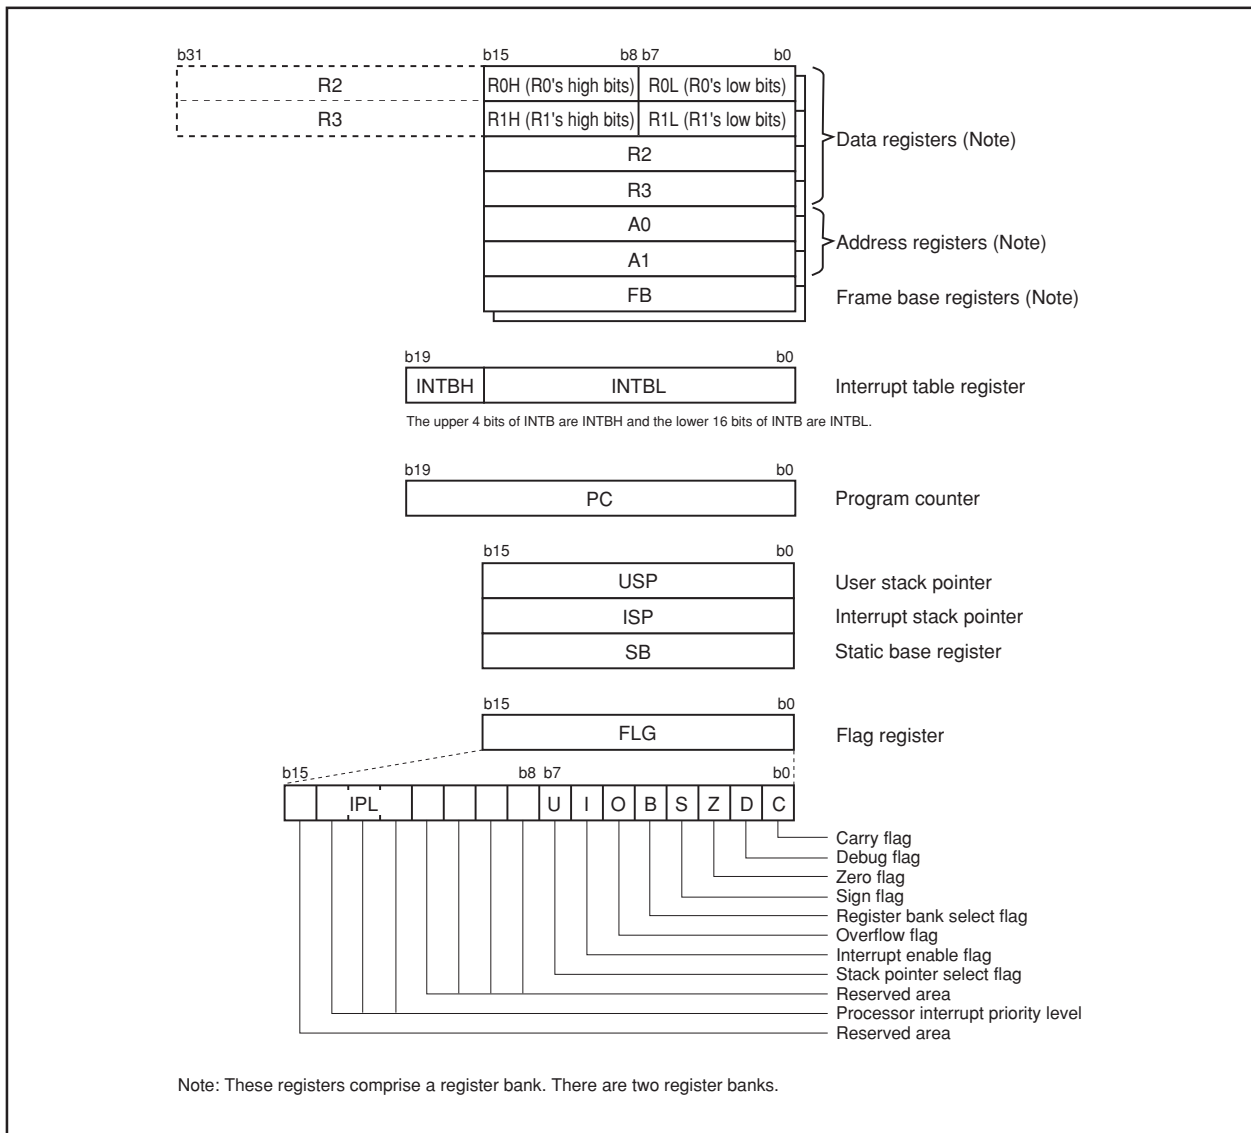 b31 b15 b8 b7 b0
R2 R0H (R0's high bits) R0L (R0's low bits)
R3 R1H (R1's high bits) R1L (R1's low bits)
Data registers (Note)
R2
R3
A0
Address registers (Note)
A1
FB Frame base registers (Note)
b19 b0
INTBH INTBL Interrupt table register
The upper 4 bits of INTB are INTBH and the lower 16 bits of INTB are INTBL.
b19 b0
PC Program counter
b15 b0
USP User stack pointer
ISP Interrupt stack pointer
SB Static base register
b15 b0
FLG Flag register
b15 b8 b7 b0
IPL U I O B S Z D C
Carry flag
Debug flag
Zero flag
Sign flag
Register bank select flag
Overflow flag
Interrupt enable flag
Stack pointer select flag
Reserved area
Processor interrupt priority level
Reserved area
Note: These registers comprise a register bank. There are two register banks.